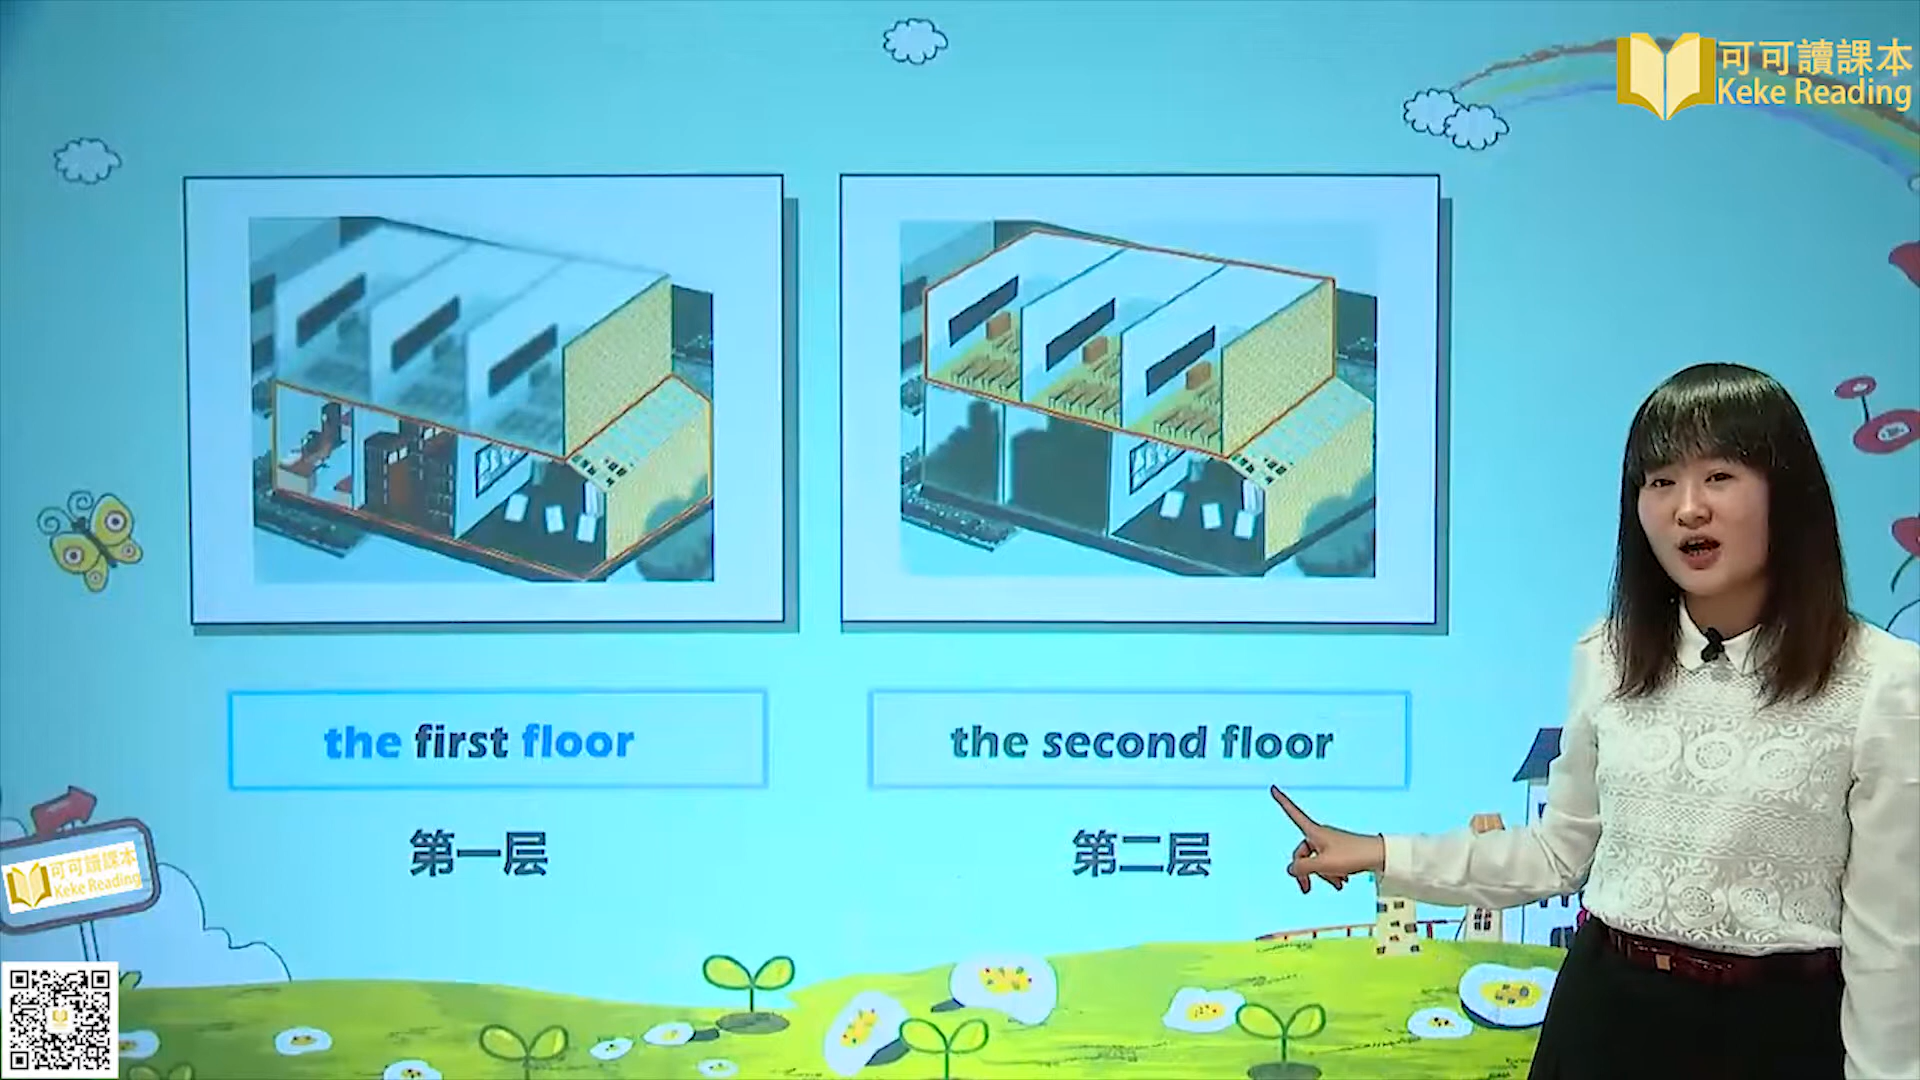 可可讀課本
Keke Reading
the first floor
the second floor
第一层
第二层
可可讀課本
Keke Reading